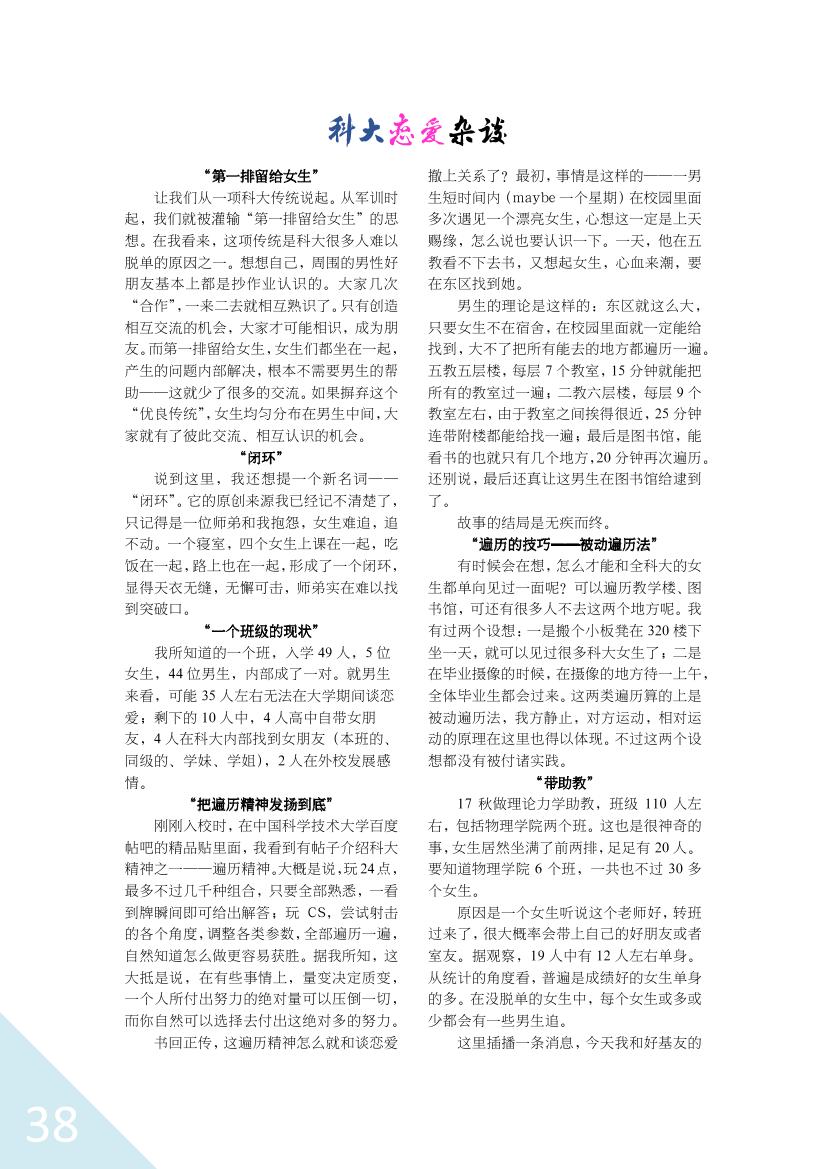 科大恋爱杂谈
“第一排留给女生”
让我们从一项科大传统说起。从军训时
起，我们就被灌输“第一排留给女生”的思
想。在我看来，这项传统是科大很多人难以
脱单的原因之一。想想自己，周围的男性好
朋友基本上都是抄作业认识的。大家几次
“合作”，一来二去就相互熟识了。只有创造
相互交流的机会，大家才可能相识，成为朋
友。而第一排留给女生，女生们都坐在一起，
产生的问题内部解决，根本不需要男生的帮
助——这就少了很多的交流。如果摒弃这个
“优良传统”，女生均匀分布在男生中间，大
家就有了彼此交流、相互认识的机会。
“闭环”
说到这里，我还想提一个新名词——
“闭环”。它的原创来源我已经记不清楚了，
只记得是一位师弟和我抱怨，女生难追，追
不动。一个寝室，四个女生上课在一起，吃
饭在一起，路上也在一起，形成了一个闭环，
显得天衣无缝，无懈可击，师弟实在难以找
到突破口。
“一个班级的现状”
我所知道的一个班，入学 49 人，5 位
女生，44 位男生，内部成了一对。就男生
来看，可能 35 人左右无法在大学期间谈恋
爱；剩下的 10 人中，4 人高中自带女朋
友，4 人在科大内部找到女朋友（本班的、
同级的、学妹、学姐），2 人在外校发展感
情。
“把遍历精神发扬到底”
刚刚入校时，在中国科学技术大学百度
帖吧的精品贴里面，我看到有帖子介绍科大
精神之一——遍历精神。大概是说，玩 24 点，
最多不过几千种组合，只要全部熟悉，一看
到牌瞬间即可给出解答；玩 CS，尝试射击
的各个角度，调整各类参数，全部遍历一遍，
自然知道怎么做更容易获胜。据我所知，这
大抵是说，在有些事情上，量变决定质变，
一个人所付出努力的绝对量可以压倒一切，
而你自然可以选择去付出这绝对多的努力。
书回正传，这遍历精神怎么就和谈恋爱
撤上关系了？最初，事情是这样的——一男
生短时间内（maybe 一个星期）在校园里面
多次遇见一个漂亮女生，心想这一定是上天
赐缘，怎么说也要认识一下。一天，他在五
教看不下去书，又想起女生，心血来潮，要
在东区找到她。
男生的理论是这样的：东区就这么大，
只要女生不在宿舍，在校园里面就一定能给
找到，大不了把所有能去的地方都遍历一遍。
五教五层楼，每层 7 个教室，15 分钟就能把
所有的教室过一遍；二教六层楼，每层 9 个
教室左右，由于教室之间挨得很近，25 分钟
连带附楼都能给找一遍；最后是图书馆，能
看书的也就只有几个地方，20 分钟再次遍历。
还别说，最后还真让这男生在图书馆给逮到
了。
故事的结局是无疾而终。
“遍历的技巧——被动遍历法”
有时候会在想，怎么才能和全科大的女
生都单向见过一面呢？可以遍历教学楼、图
书馆，可还有很多人不去这两个地方呢。我
有过两个设想：一是搬个小板凳在 320 楼下
坐一天，就可以见过很多科大女生了；二是
在毕业摄像的时候，在摄像的地方待一上午，
全体毕业生都会过来。这两类遍历算的上是
被动遍历法，我方静止，对方运动，相对运
动的原理在这里也得以体现。不过这两个设
想都没有被付诸实践。
“带助教”
17 秋做理论力学助教，班级 110 人左
右，包括物理学院两个班。这也是很神奇的
事，女生居然坐满了前两排，足足有 20 人。
要知道物理学院 6 个班，一共也不过 30 多
个女生。
原因是一个女生听说这个老师好，转班
过来了，很大概率会带上自己的好朋友或者
室友。据观察，19 人中有 12 人左右单身。
从统计的角度看，普遍是成绩好的女生单身
的多。在没脱单的女生中，每个女生或多或
少都会有一些男生追。
这里插播一条消息，今天我和好基友的
38